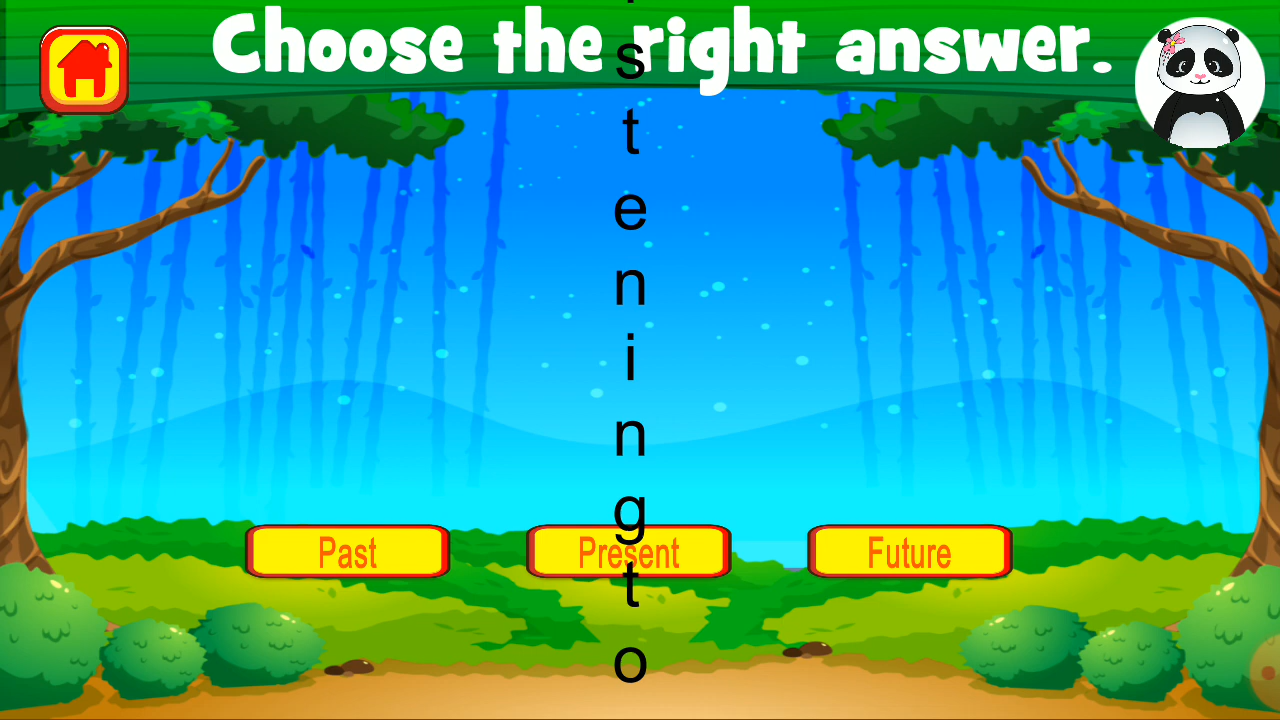 Choose the right answer.
s
t
e
n
i
n
g
t
o
Past
Present
Future